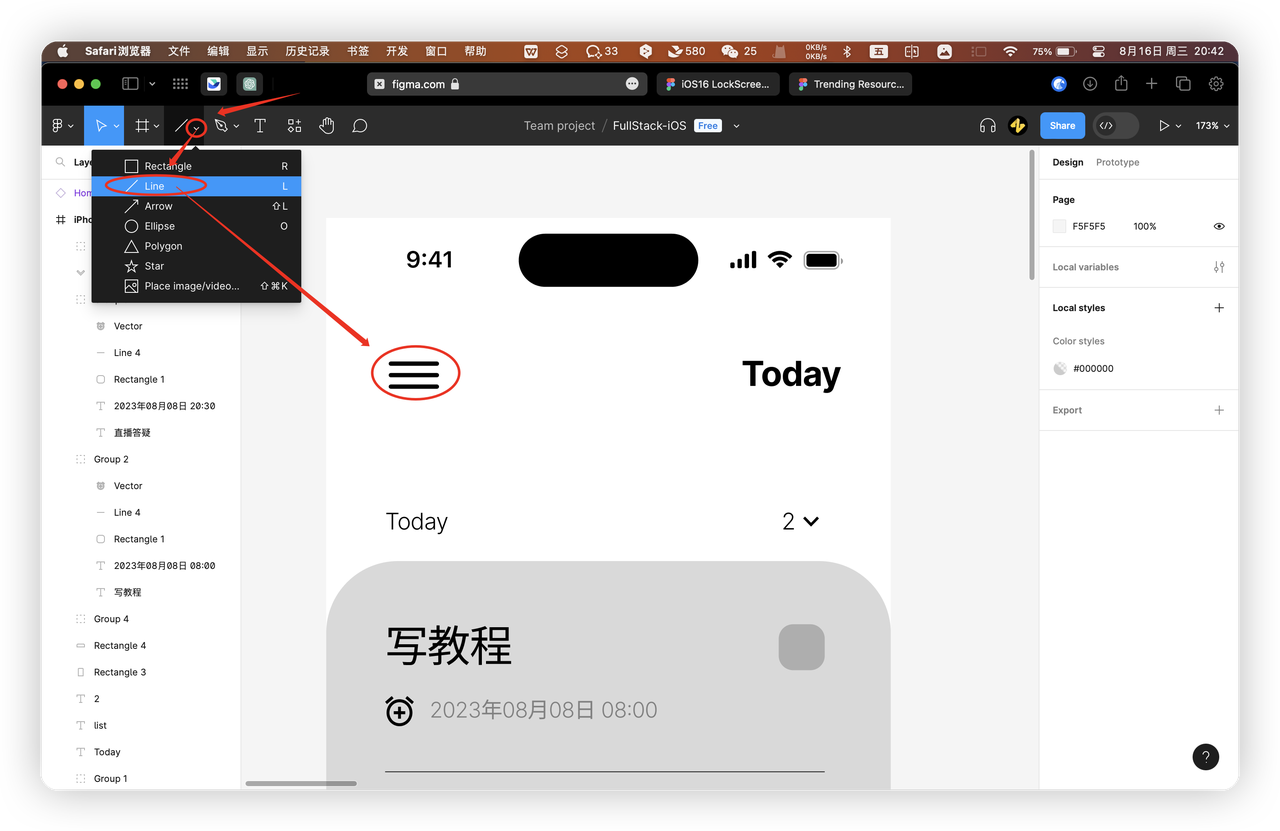 Safari浏览器 文件 编辑 显示 历史记录 书签 开发 窗口 帮助 W 33 580 25 0KB/s 0KB/s 五 75% 8月16日 周三 20:42
figma.com iOS16 LockScree... Trending Resourc...
Team project / FullStack-iOS Free Share 173%
Laye
Rectangle R
Line L
Arrow ⇧L
Ellipse O
Polygon
Star
Place image/video... ⇧⌘K
Hom
iPho
Vector
Line 4
Rectangle 1
2023年08月08日 20:30
直播答疑
Group 2
Vector
Line 4
Rectangle 1
2023年08月08日 08:00
写教程
Group 4
Rectangle 4
Rectangle 3
2
list
Today
Group 1
9:41
Today
Today 2
写教程
2023年08月08日 08:00
Design Prototype
Page
F5F5F5 100%
Local variables
Local styles
Color styles
#000000
Export
?